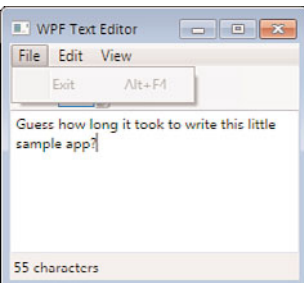 WPF Text Editor
File Edit View
Exit Alt+F4
Guess how long it took to write this little
sample app?
55 characters